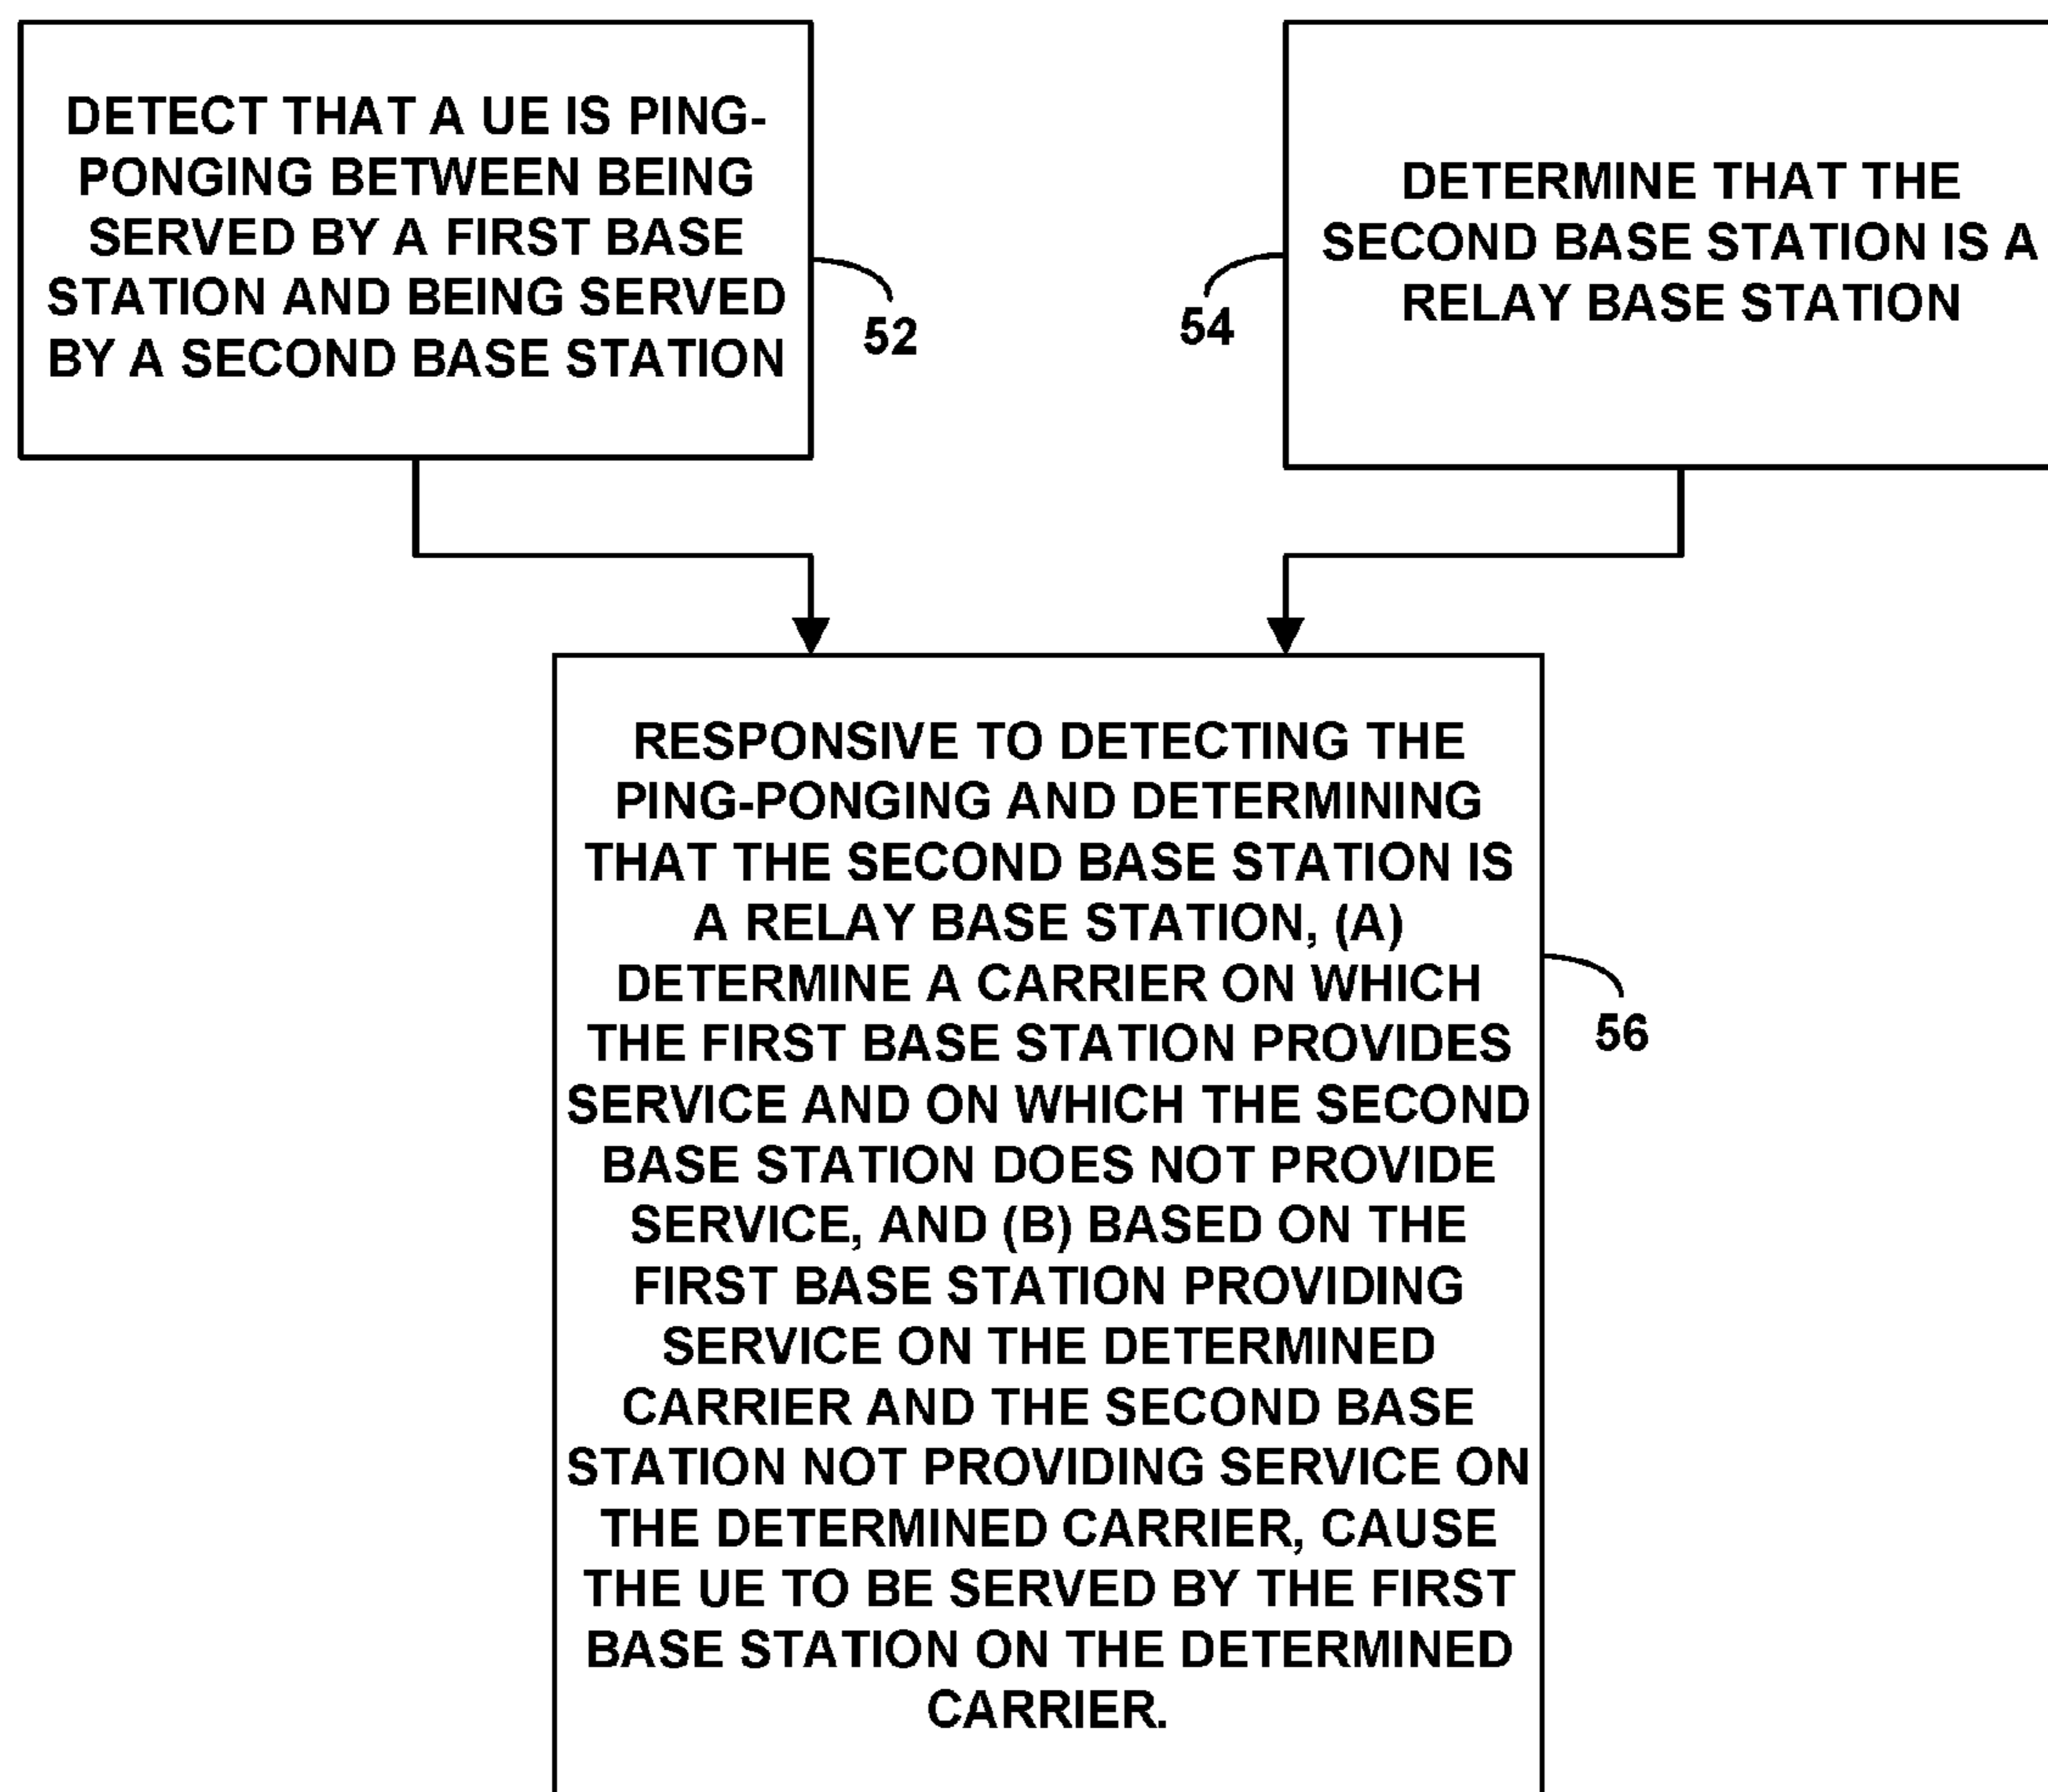 DETECT THAT A UE IS PING-
PONGING BETWEEN BEING
SERVED BY A FIRST BASE
STATION AND BEING SERVED
BY A SECOND BASE STATION
52
DETERMINE THAT THE
SECOND BASE STATION IS A
RELAY BASE STATION
54
RESPONSIVE TO DETECTING THE
PING-PONGING AND DETERMINING
THAT THE SECOND BASE STATION IS
A RELAY BASE STATION, (A)
DETERMINE A CARRIER ON WHICH
THE FIRST BASE STATION PROVIDES
SERVICE AND ON WHICH THE SECOND
BASE STATION DOES NOT PROVIDE
SERVICE, AND (B) BASED ON THE
FIRST BASE STATION PROVIDING
SERVICE ON THE DETERMINED
CARRIER AND THE SECOND BASE
STATION NOT PROVIDING SERVICE ON
THE DETERMINED CARRIER, CAUSE
THE UE TO BE SERVED BY THE FIRST
BASE STATION ON THE DETERMINED
CARRIER.
56